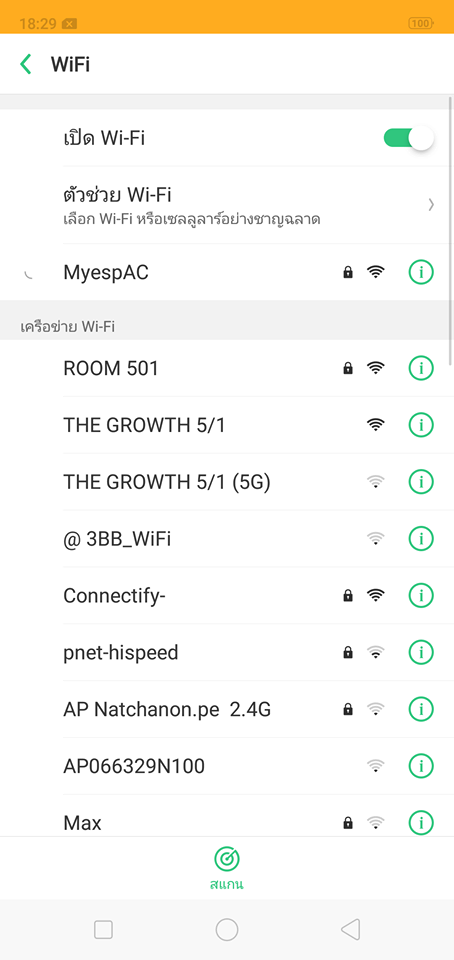 18:29
100
WiFi
เปิด Wi-Fi
ตัวช่วย Wi-Fi
เลือก Wi-Fi หรือเซลลูลาร์อย่างชาญฉลาด
MyespAC
เครือข่าย Wi-Fi
ROOM 501
THE GROWTH 5/1
THE GROWTH 5/1 (5G)
@ 3BB_WiFi
Connectify-
pnet-hispeed
AP Natchanon.pe  2.4G
AP066329N100
Max
สแกน